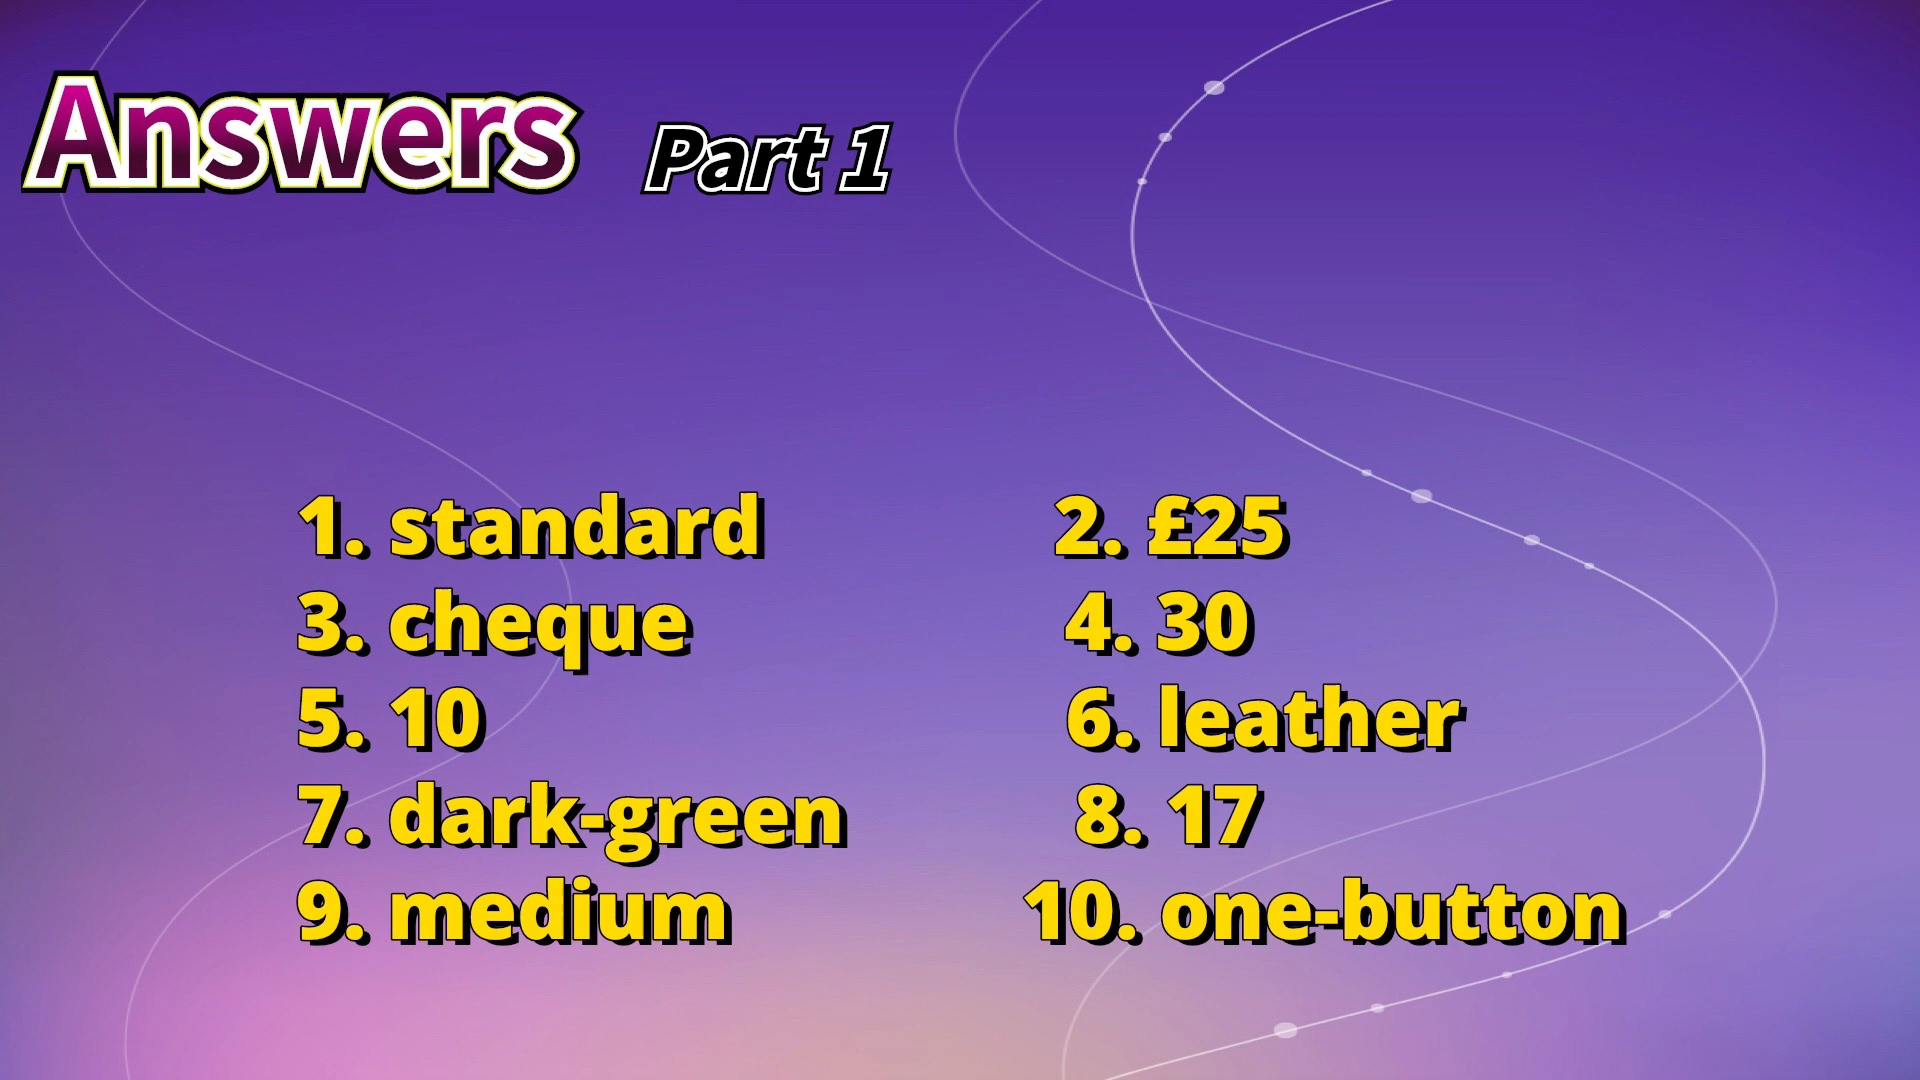 Answers Part 1
1. standard 2. £25
3. cheque 4. 30
5. 10 6. leather
7. dark-green 8. 17
9. medium 10. one-button